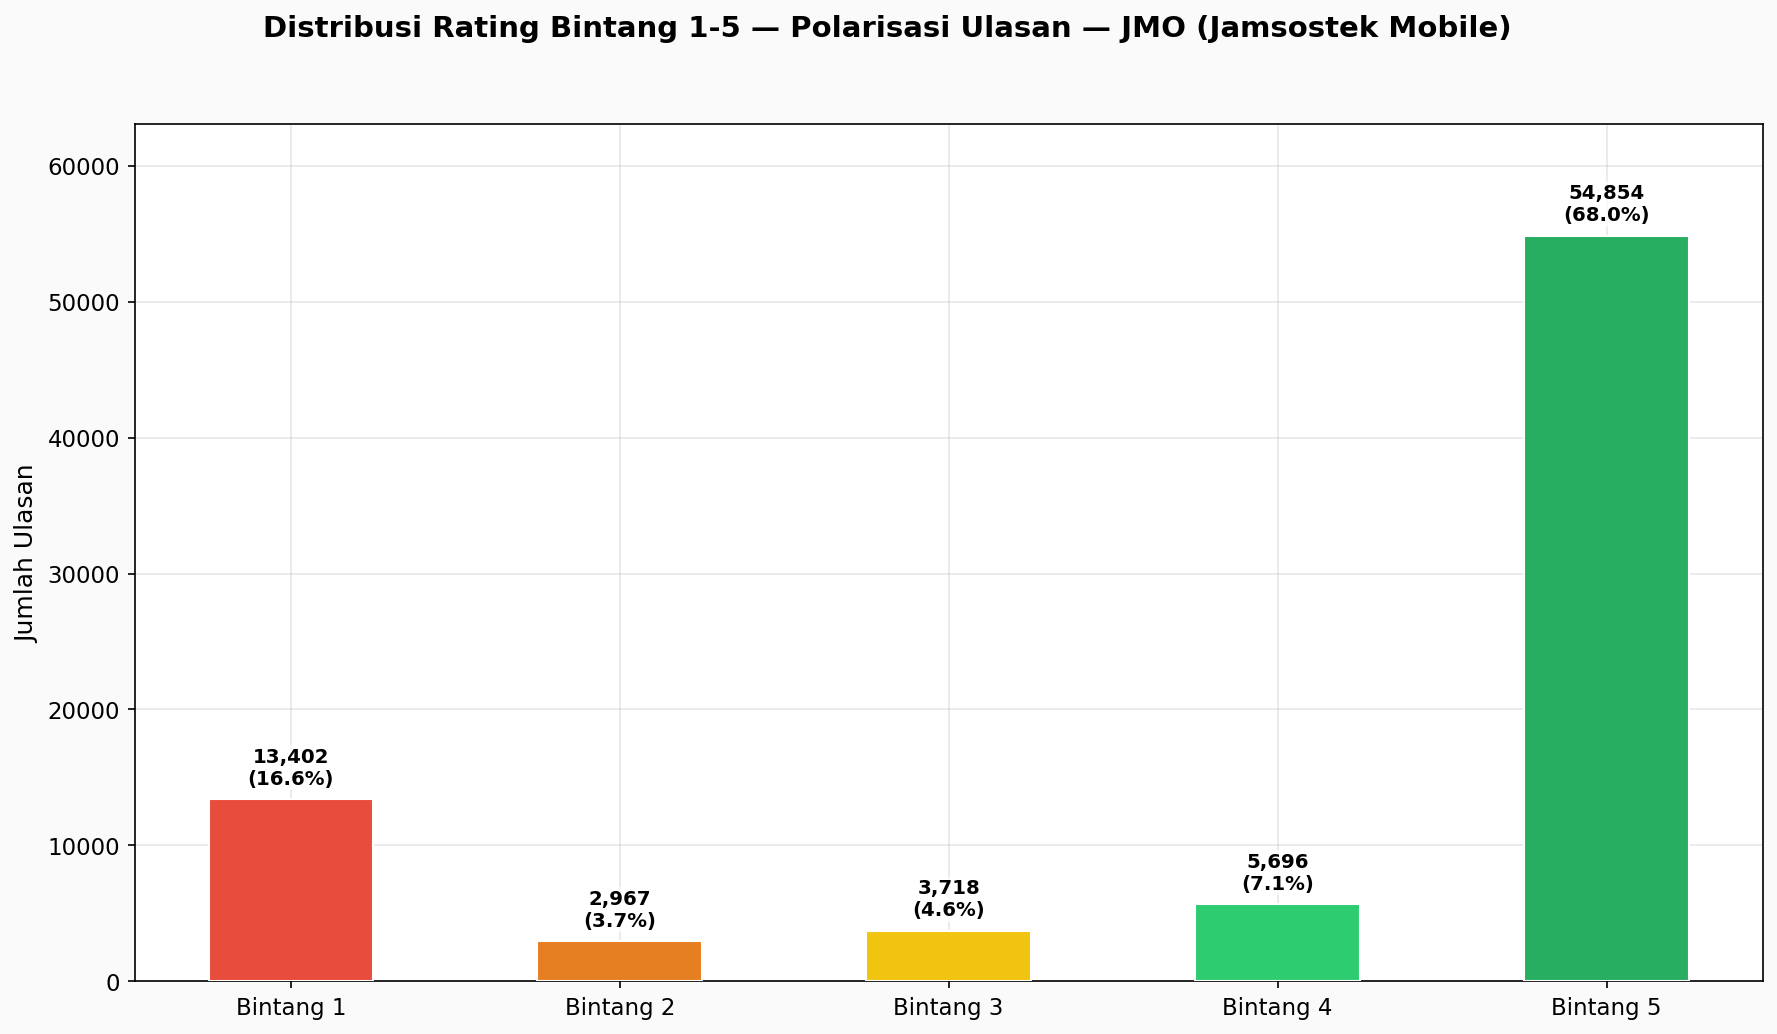 Distribusi Rating Bintang 1-5 — Polarisasi Ulasan — JMO (Jamsostek Mobile)
Jumlah Ulasan
60000
50000
40000
30000
20000
10000
0
13,402
(16.6%)
2,967
(3.7%)
3,718
(4.6%)
5,696
(7.1%)
54,854
(68.0%)
Bintang 1
Bintang 2
Bintang 3
Bintang 4
Bintang 5